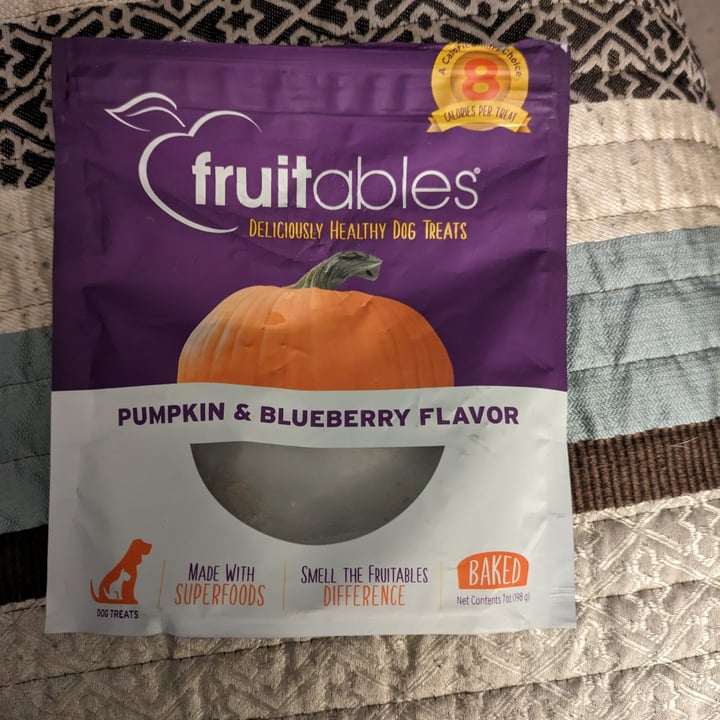 A Calorie Smart Choice
8
CALORIES PER TREAT
fruitables®
DELICIOUSLY HEALTHY DOG TREATS
PUMPKIN & BLUEBERRY FLAVOR
DOG TREATS
MADE WITH
SUPERFOODS
SMELL THE FRUITABLES
DIFFERENCE
BAKED
Net Contents 7oz (198 g)